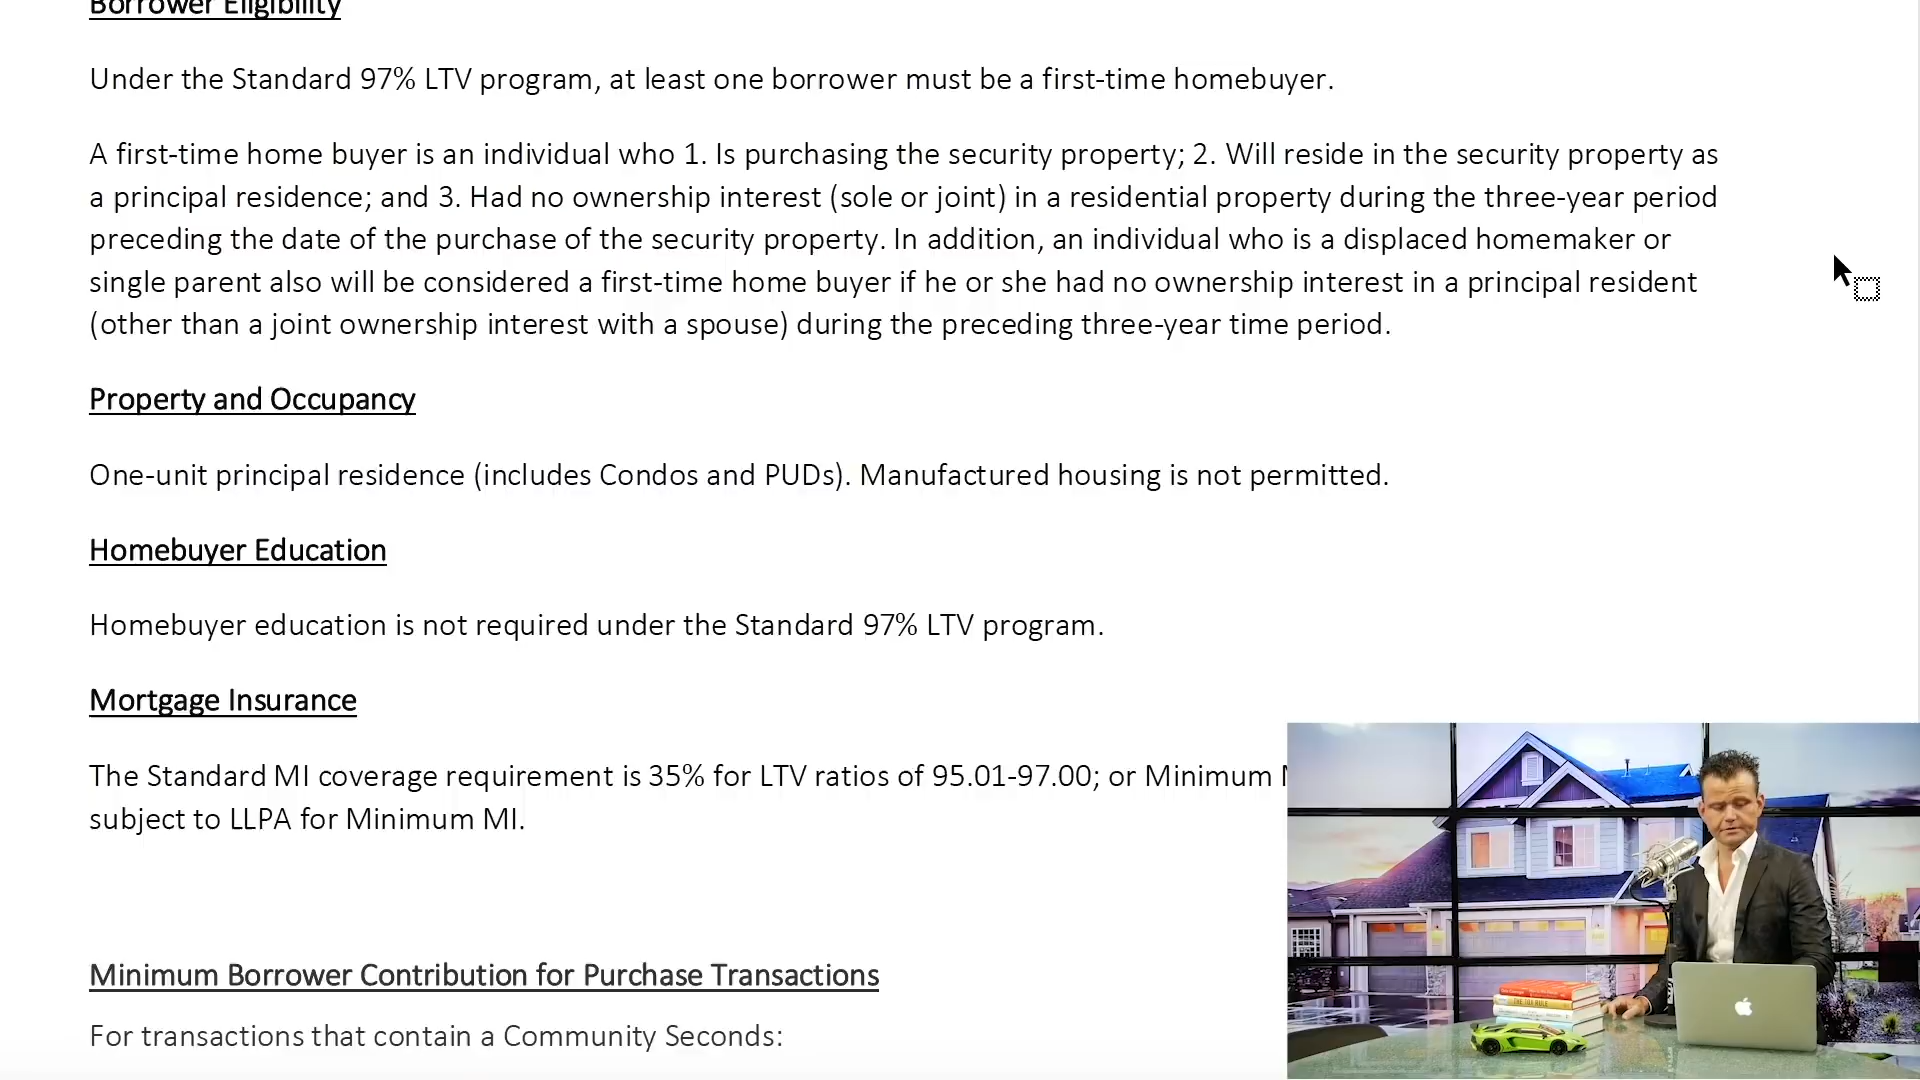 Borrower Eligibility
Under the Standard 97% LTV program, at least one borrower must be a first-time homebuyer.
A first-time home buyer is an individual who 1. Is purchasing the security property; 2. Will reside in the security property as
a principal residence; and 3. Had no ownership interest (sole or joint) in a residential property during the three-year period
preceding the date of the purchase of the security property. In addition, an individual who is a displaced homemaker or
single parent also will be considered a first-time home buyer if he or she had no ownership interest in a principal resident
(other than a joint ownership interest with a spouse) during the preceding three-year time period.
Property and Occupancy
One-unit principal residence (includes Condos and PUDs). Manufactured housing is not permitted.
Homebuyer Education
Homebuyer education is not required under the Standard 97% LTV program.
Mortgage Insurance
The Standard MI coverage requirement is 35% for LTV ratios of 95.01-97.00; or Minimum
subject to LLPA for Minimum MI.
Minimum Borrower Contribution for Purchase Transactions
For transactions that contain a Community Seconds: